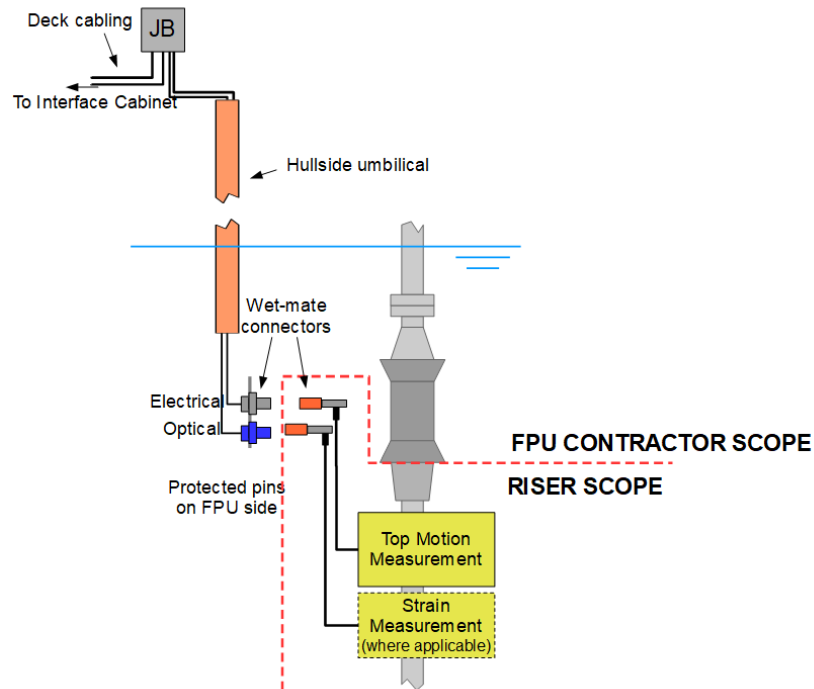 Deck cabling
JB
To Interface Cabinet
Hullside umbilical
Wet-mate
connectors
Electrical
Optical
FPU CONTRACTOR SCOPE
RISER SCOPE
Protected pins
on FPU side
Top Motion
Measurement
Strain
Measurement
(where applicable)